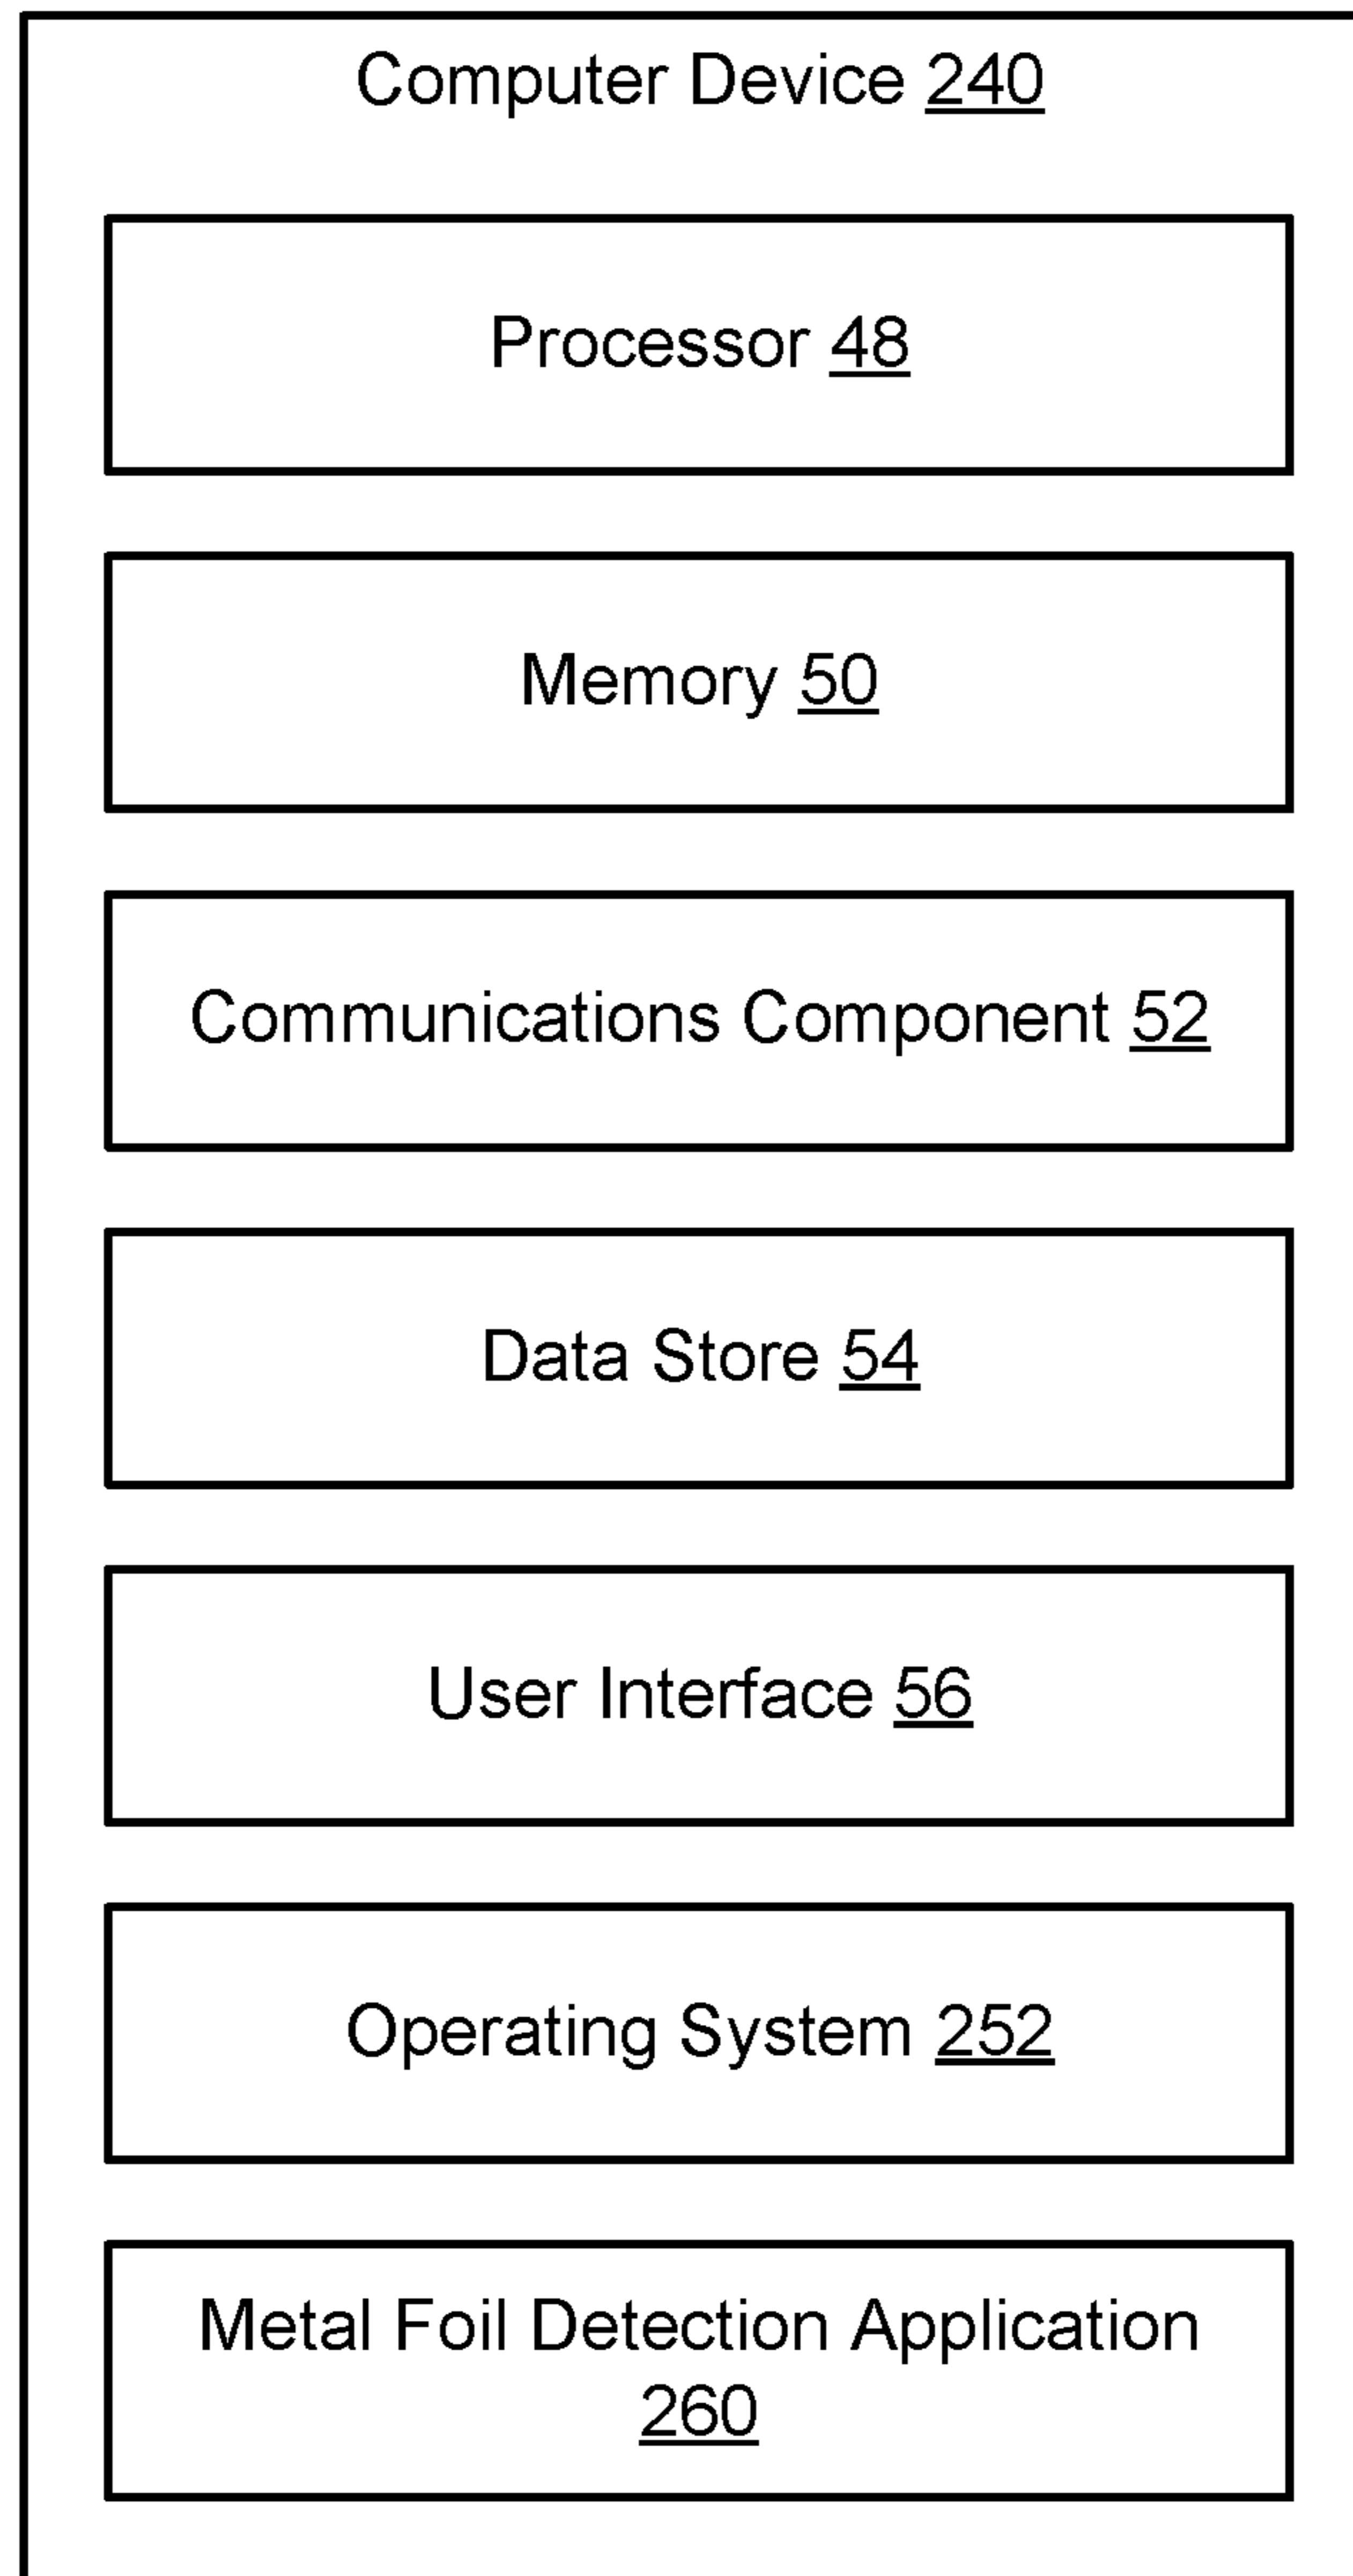 Computer Device 240
Processor 48
Memory 50
Communications Component 52
Data Store 54
User Interface 56
Operating System 252
Metal Foil Detection Application
260